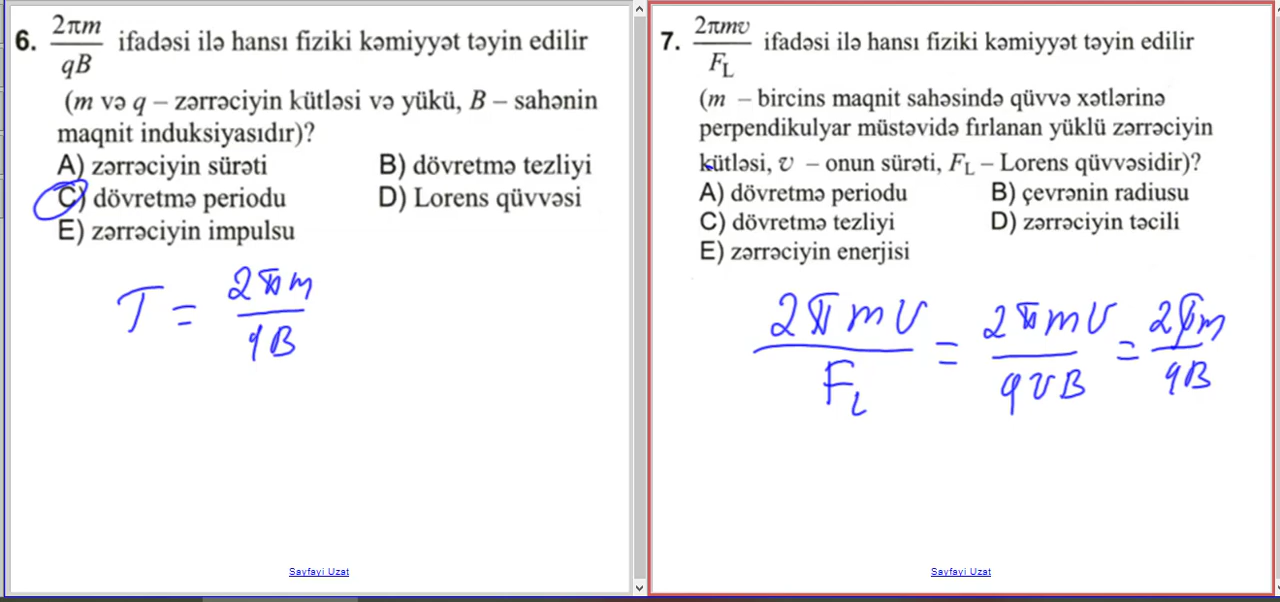 6. 2πm/qB ifadəsi ilə hansı fiziki kəmiyyət təyin edilir
(m və q – zərrəciyin kütləsi və yükü, B – sahənin
maqnit induksiyasıdır)?
A) zərrəciyin sürəti B) dövretmə tezliyi
C) dövretmə periodu D) Lorens qüvvəsi
E) zərrəciyin impulsu
T = 2πm/qB
Sayfayi Uzat
7. 2πmυ/F_L ifadəsi ilə hansı fiziki kəmiyyət təyin edilir
(m – bircins maqnit sahəsində qüvvə xətlərinə
perpendikulyar müstəvidə fırlanan yüklü zərrəciyin
kütləsi, υ – onun sürəti, F_L – Lorens qüvvəsidir)?
A) dövretmə periodu B) çevrənin radiusu
C) dövretmə tezliyi D) zərrəciyin təcili
E) zərrəciyin enerjisi
2πmυ/F_L = 2πmυ/qυB = 2πm/qB
Sayfayi Uzat